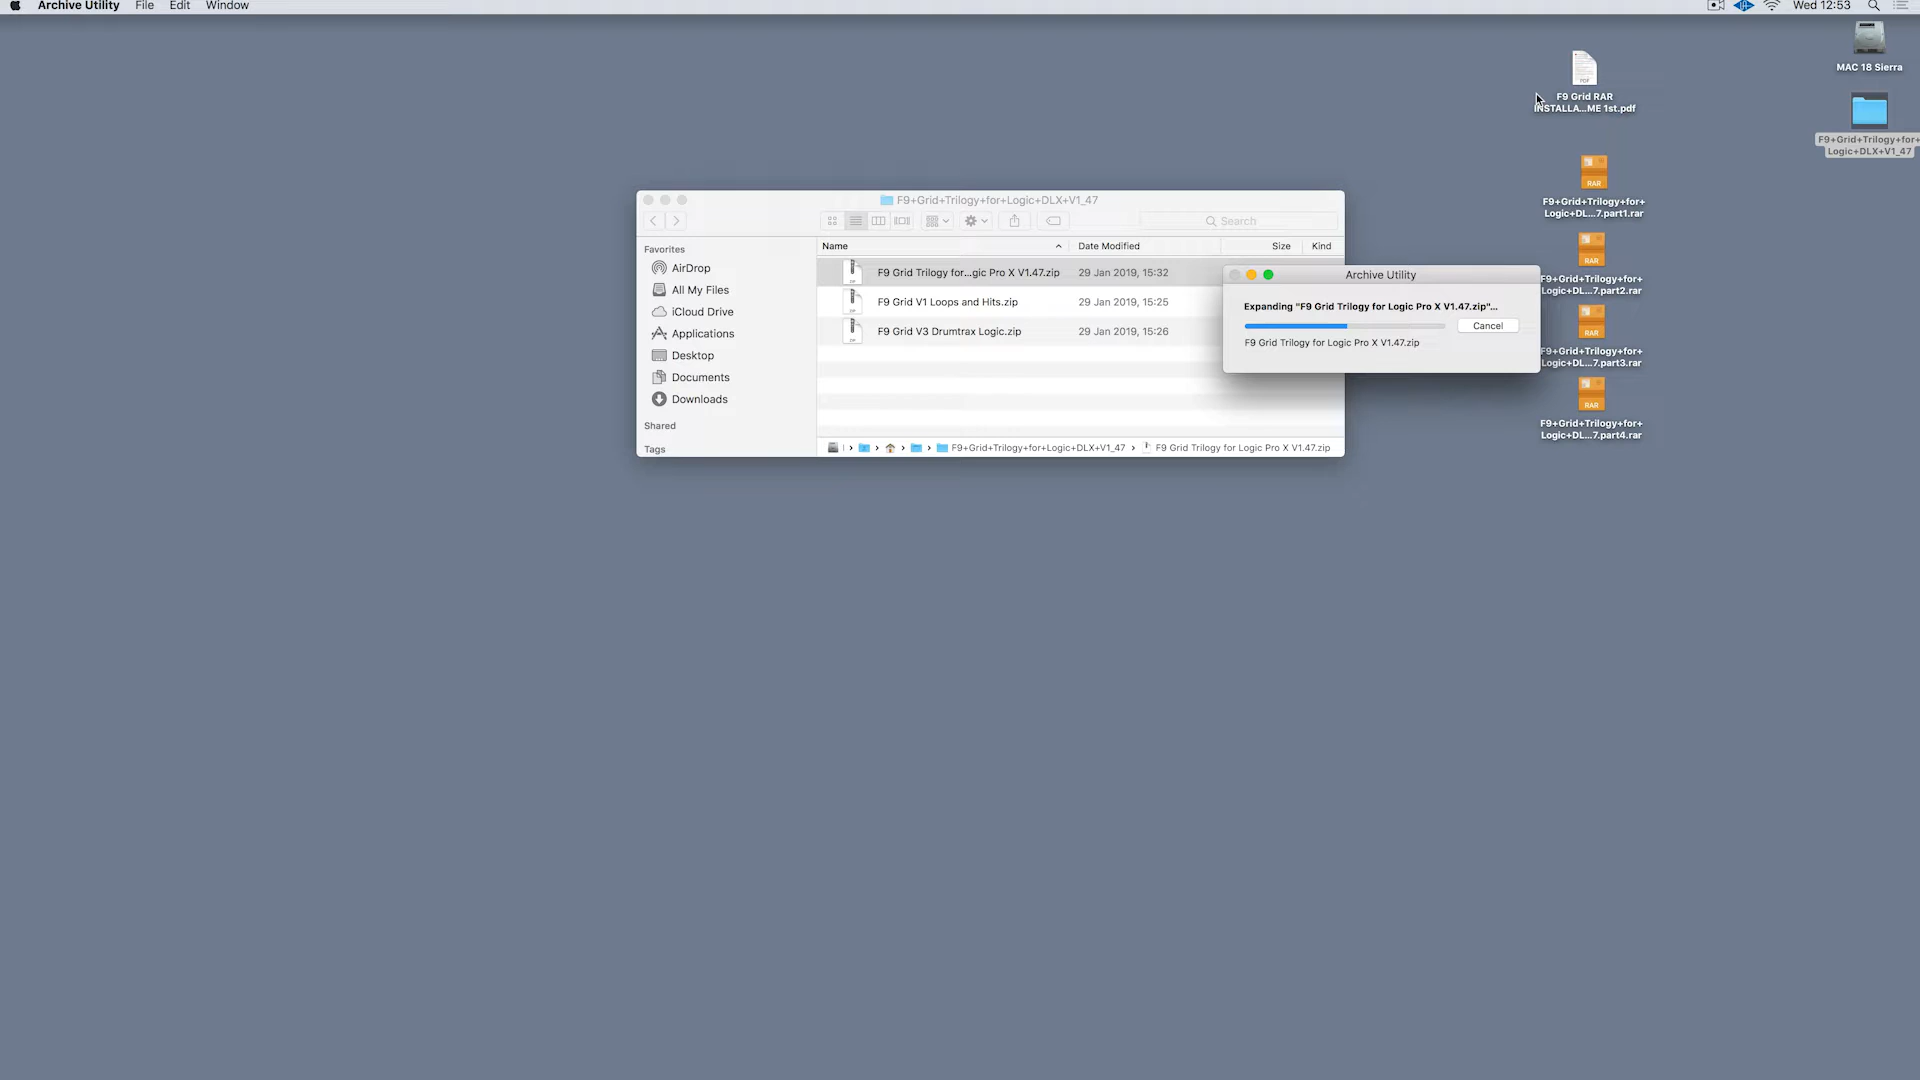 Archive Utility File Edit Window Wed 12:53
MAC 18 Sierra
F9 Grid RAR
INSTALLA...ME 1st.pdf
F9+Grid+Trilogy+for+
Logic+DLX+V1_47
RAR
F9+Grid+Trilogy+for+
Logic+DL...7.part1.rar
RAR
F9+Grid+Trilogy+for+
Logic+DL...7.part2.rar
RAR
F9+Grid+Trilogy+for+
Logic+DL...7.part3.rar
RAR
F9+Grid+Trilogy+for+
Logic+DL...7.part4.rar
F9+Grid+Trilogy+for+Logic+DLX+V1_47
Search
Favorites
AirDrop
All My Files
iCloud Drive
Applications
Desktop
Documents
Downloads
Shared
Tags
Name Date Modified Size Kind
F9 Grid Trilogy for...gic Pro X V1.47.zip 29 Jan 2019, 15:32
F9 Grid V1 Loops and Hits.zip 29 Jan 2019, 15:25
F9 Grid V3 Drumtrax Logic.zip 29 Jan 2019, 15:26
F9+Grid+Trilogy+for+Logic+DLX+V1_47 › F9 Grid Trilogy for Logic Pro X V1.47.zip
Archive Utility
Expanding "F9 Grid Trilogy for Logic Pro X V1.47.zip"...
Cancel
F9 Grid Trilogy for Logic Pro X V1.47.zip